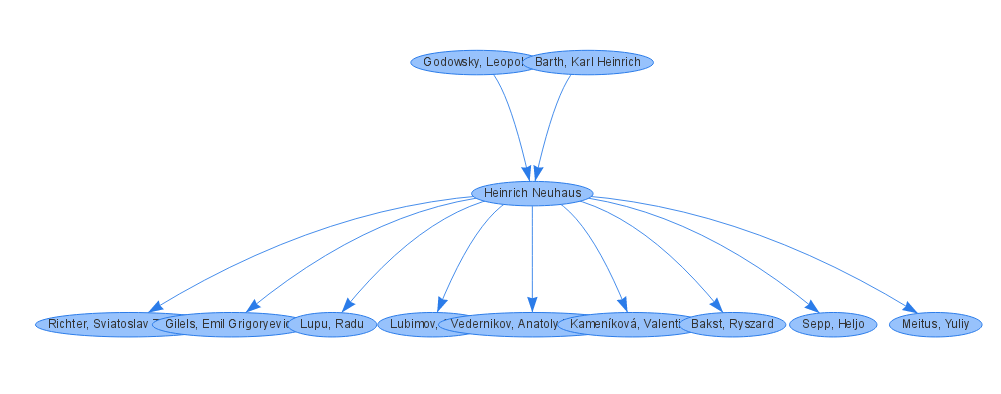 Godowsky, Leopol
Barth, Karl Heinrich
Heinrich Neuhaus
Richter, Sviatoslav
Gilels, Emil Grigoryevi
Lupu, Radu
Lubimov,
Vedernikov, Anatoly
Kameníková, Valenti
Bakst, Ryszard
Sepp, Heljo
Meitus, Yuliy